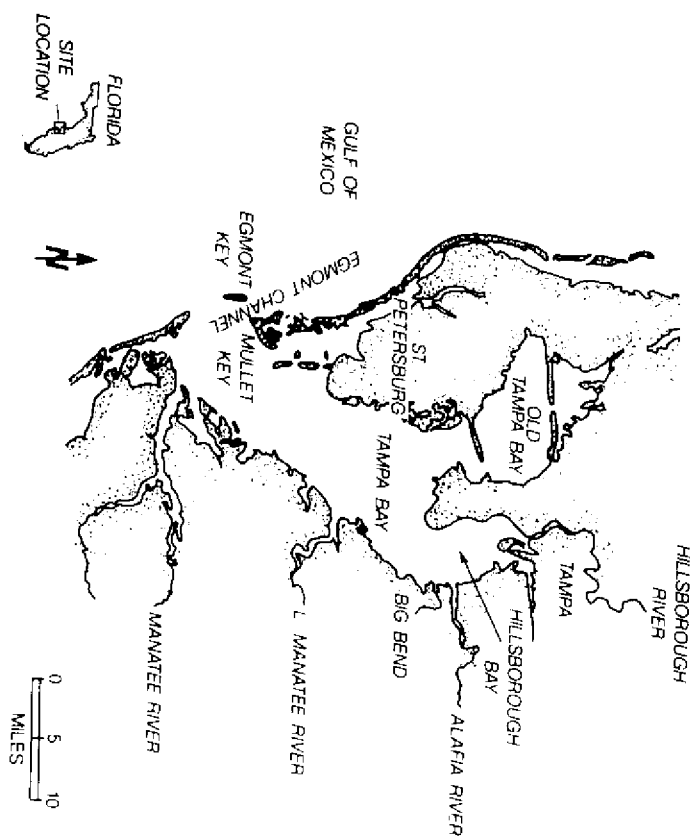 HILLSBOROUGH
RIVER
TAMPA
OLD
TAMPA BAY
HILLSBOROUGH
BAY
ALAFIA RIVER
GULF OF
MEXICO
ST
PETERSBURG
TAMPA BAY
BIG BEND
EGMONT CHANNEL
EGMONT
KEY
MULLET
KEY
L MANATEE RIVER
MANATEE RIVER
FLORIDA
SITE
LOCATION
N
0 5 10
MILES